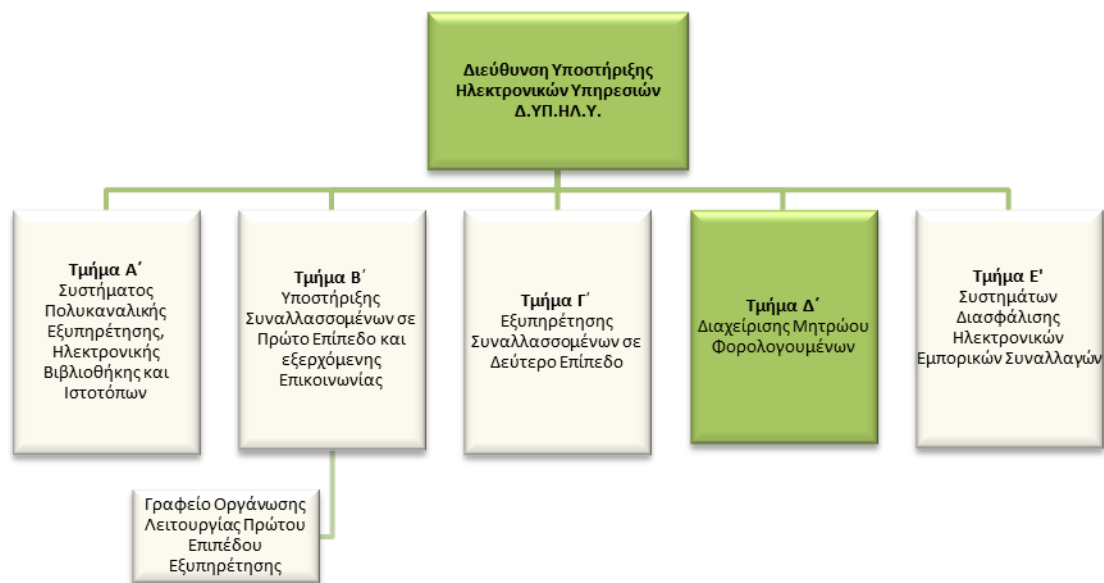 Διεύθυνση Υποστήριξης
Ηλεκτρονικών Υπηρεσιών
Δ.ΥΠ.ΗΛ.Υ.
Τμήμα Α΄
Συστήματος
Πολυκαναλικής
Εξυπηρέτησης,
Ηλεκτρονικής
Βιβλιοθήκης και
Ιστοτόπων
Τμήμα Β΄
Υποστήριξης
Συναλλασσομένων σε
Πρώτο Επίπεδο και
εξερχόμενης
Επικοινωνίας
Τμήμα Γ΄
Εξυπηρέτησης
Συναλλασσομένων σε
Δεύτερο Επίπεδο
Τμήμα Δ΄
Διαχείρισης Μητρώου
Φορολογουμένων
Τμήμα Ε'
Συστημάτων
Διασφάλισης
Ηλεκτρονικών
Εμπορικών Συναλλαγών
Γραφείο Οργάνωσης
Λειτουργίας Πρώτου
Επιπέδου
Εξυπηρέτησης